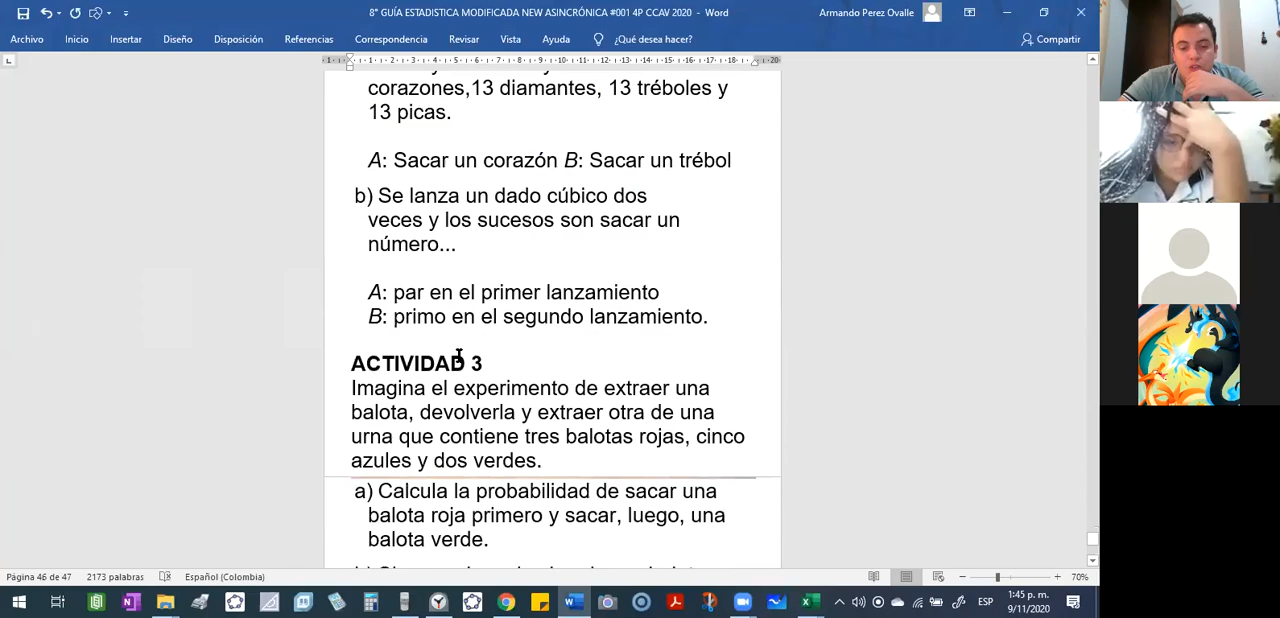 8° GUÍA ESTADISTICA MODIFICADA NEW ASINCRÓNICA #001 4P CCAV 2020 - Word
Armando Perez Ovalle
Archivo Inicio Insertar Diseño Disposición Referencias Correspondencia Revisar Vista Ayuda ¿Qué desea hacer? Compartir
corazones,13 diamantes, 13 tréboles y
13 picas.
A: Sacar un corazón B: Sacar un trébol
b) Se lanza un dado cúbico dos
veces y los sucesos son sacar un
número...
A: par en el primer lanzamiento
B: primo en el segundo lanzamiento.
ACTIVIDAD 3
Imagina el experimento de extraer una
balota, devolverla y extraer otra de una
urna que contiene tres balotas rojas, cinco
azules y dos verdes.
a) Calcula la probabilidad de sacar una
balota roja primero y sacar, luego, una
balota verde.
Página 46 de 47 2173 palabras Español (Colombia) 70%
ESP
1:45 p. m.
9/11/2020